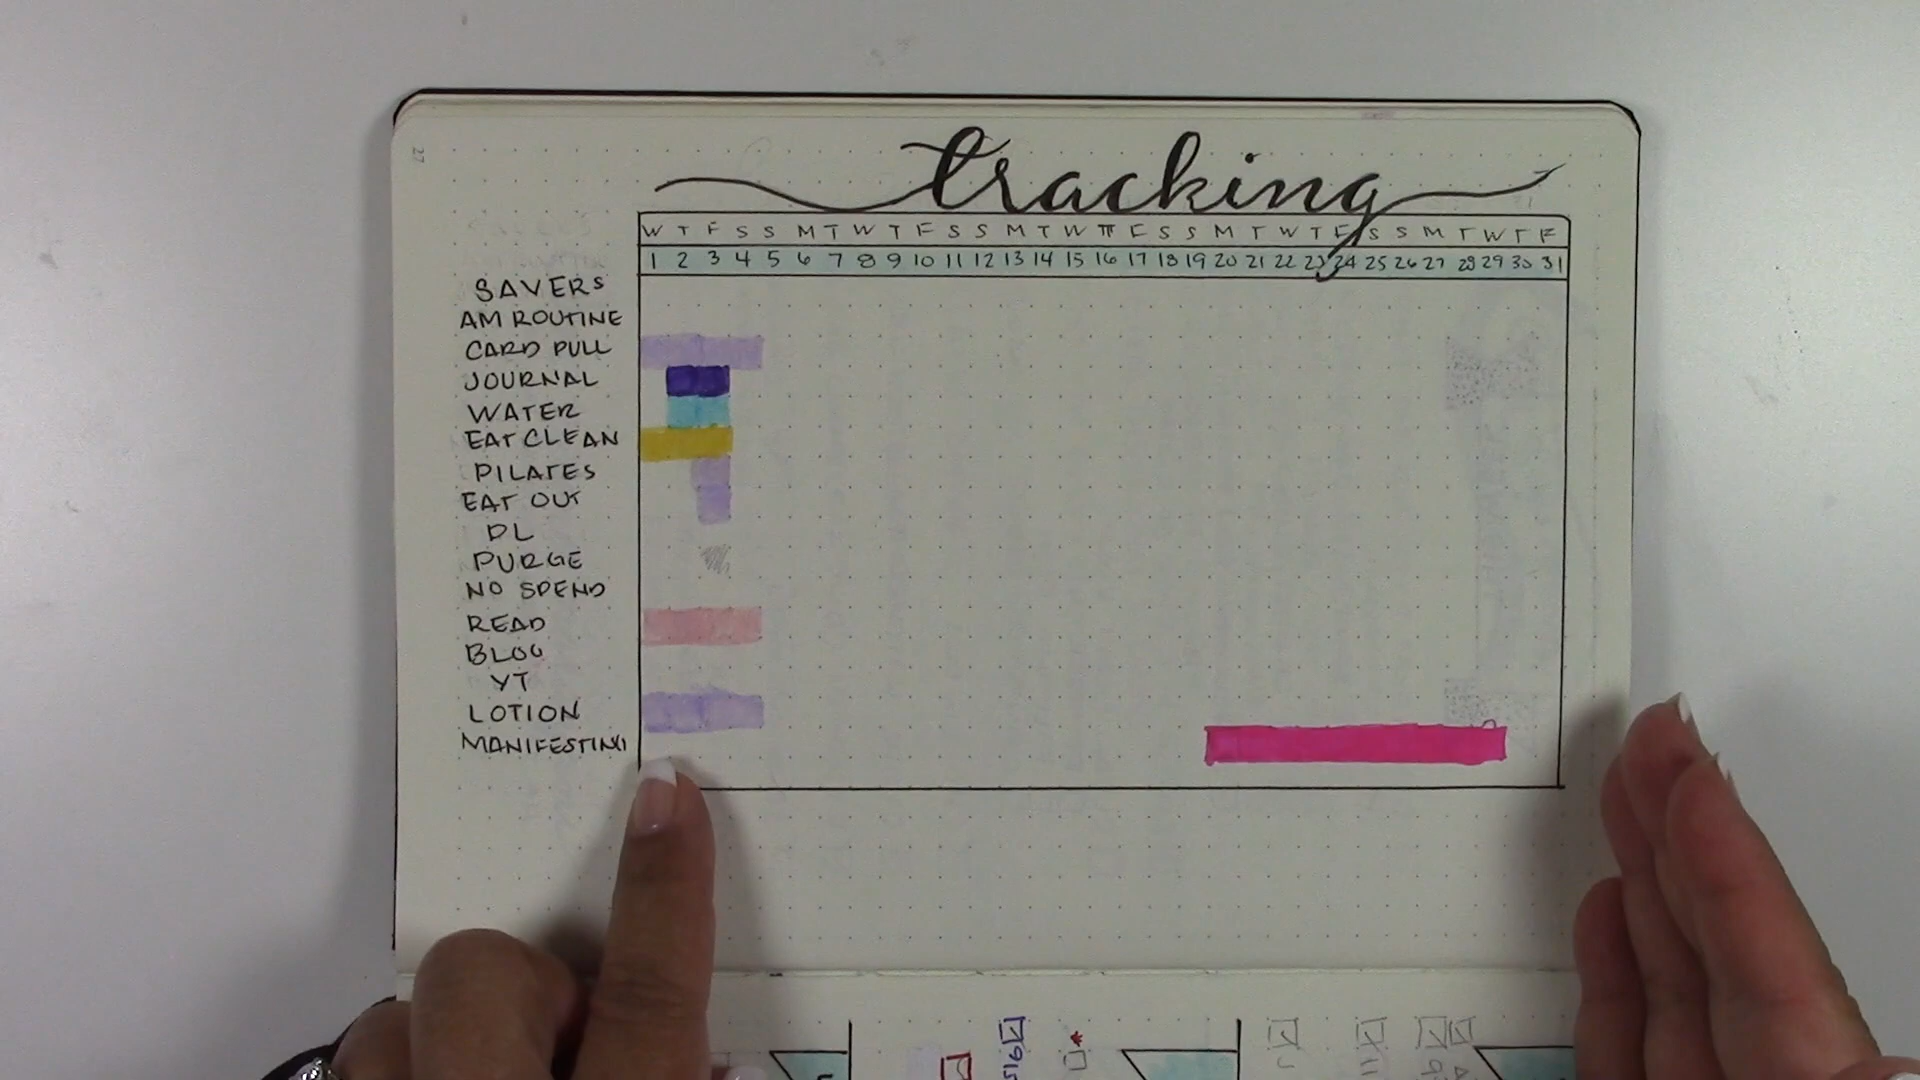 27
tracking
W T F S S M T W T F S S M T W TH F S S M T W T F S S M T W T F
1 2 3 4 5 6 7 8 9 10 11 12 13 14 15 16 17 18 19 20 21 22 23 24 25 26 27 28 29 30 31
SAVERS
AM ROUTINE
CARD PULL
JOURNAL
WATER
EAT CLEAN
PILATES
EAT OUT
DL
PURGE
NO SPEND
READ
BLOG
YT
LOTION
MANIFESTING